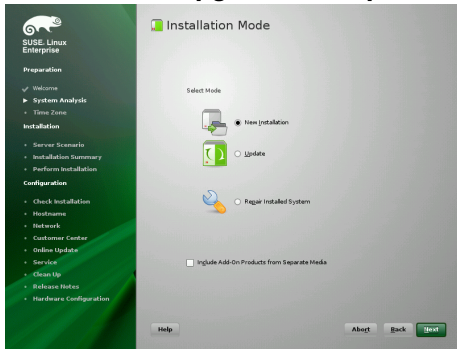 SUSE. Linux
Enterprise
Preparation
Welcome
System Analysis
Time Zone
Installation
Server Scenario
Installation Summary
Perform Installation
Configuration
Check Installation
Hostname
Network
Customer Center
Online Update
Service
Clean Up
Release Notes
Hardware Configuration
Installation Mode
Select Mode
New Installation
Update
Repair Installed System
Include Add-On Products from Separate Media
Help
Abort
Back
Next